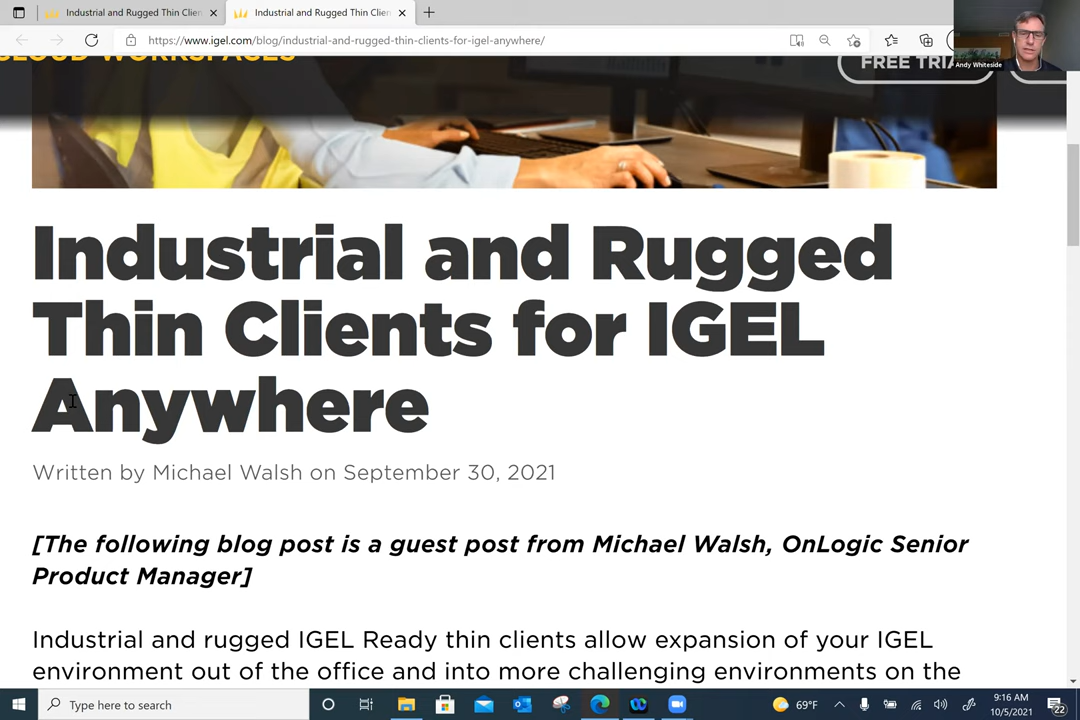 Industrial and Rugged Thin Clien
Industrial and Rugged Thin Clien
https://www.igel.com/blog/industrial-and-rugged-thin-clients-for-igel-anywhere/
Andy Whiteside
CLOUD WORKSPACES
FREE TRIA
Industrial and Rugged
Thin Clients for IGEL
Anywhere
Written by Michael Walsh on September 30, 2021
[The following blog post is a guest post from Michael Walsh, OnLogic Senior
Product Manager]
Industrial and rugged IGEL Ready thin clients allow expansion of your IGEL
environment out of the office and into more challenging environments on the
Type here to search
69°F
9:16 AM
10/5/2021
22